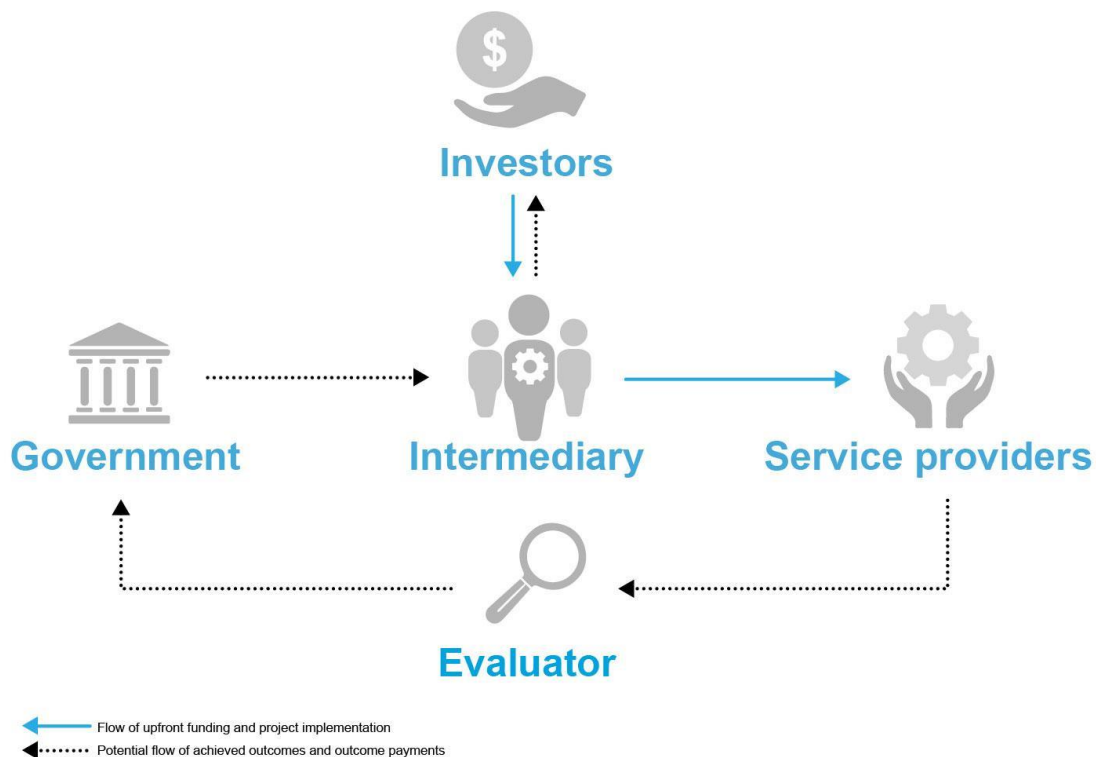 $
Investors
Government
Intermediary
Service providers
Evaluator
Flow of upfront funding and project implementation
Potential flow of achieved outcomes and outcome payments